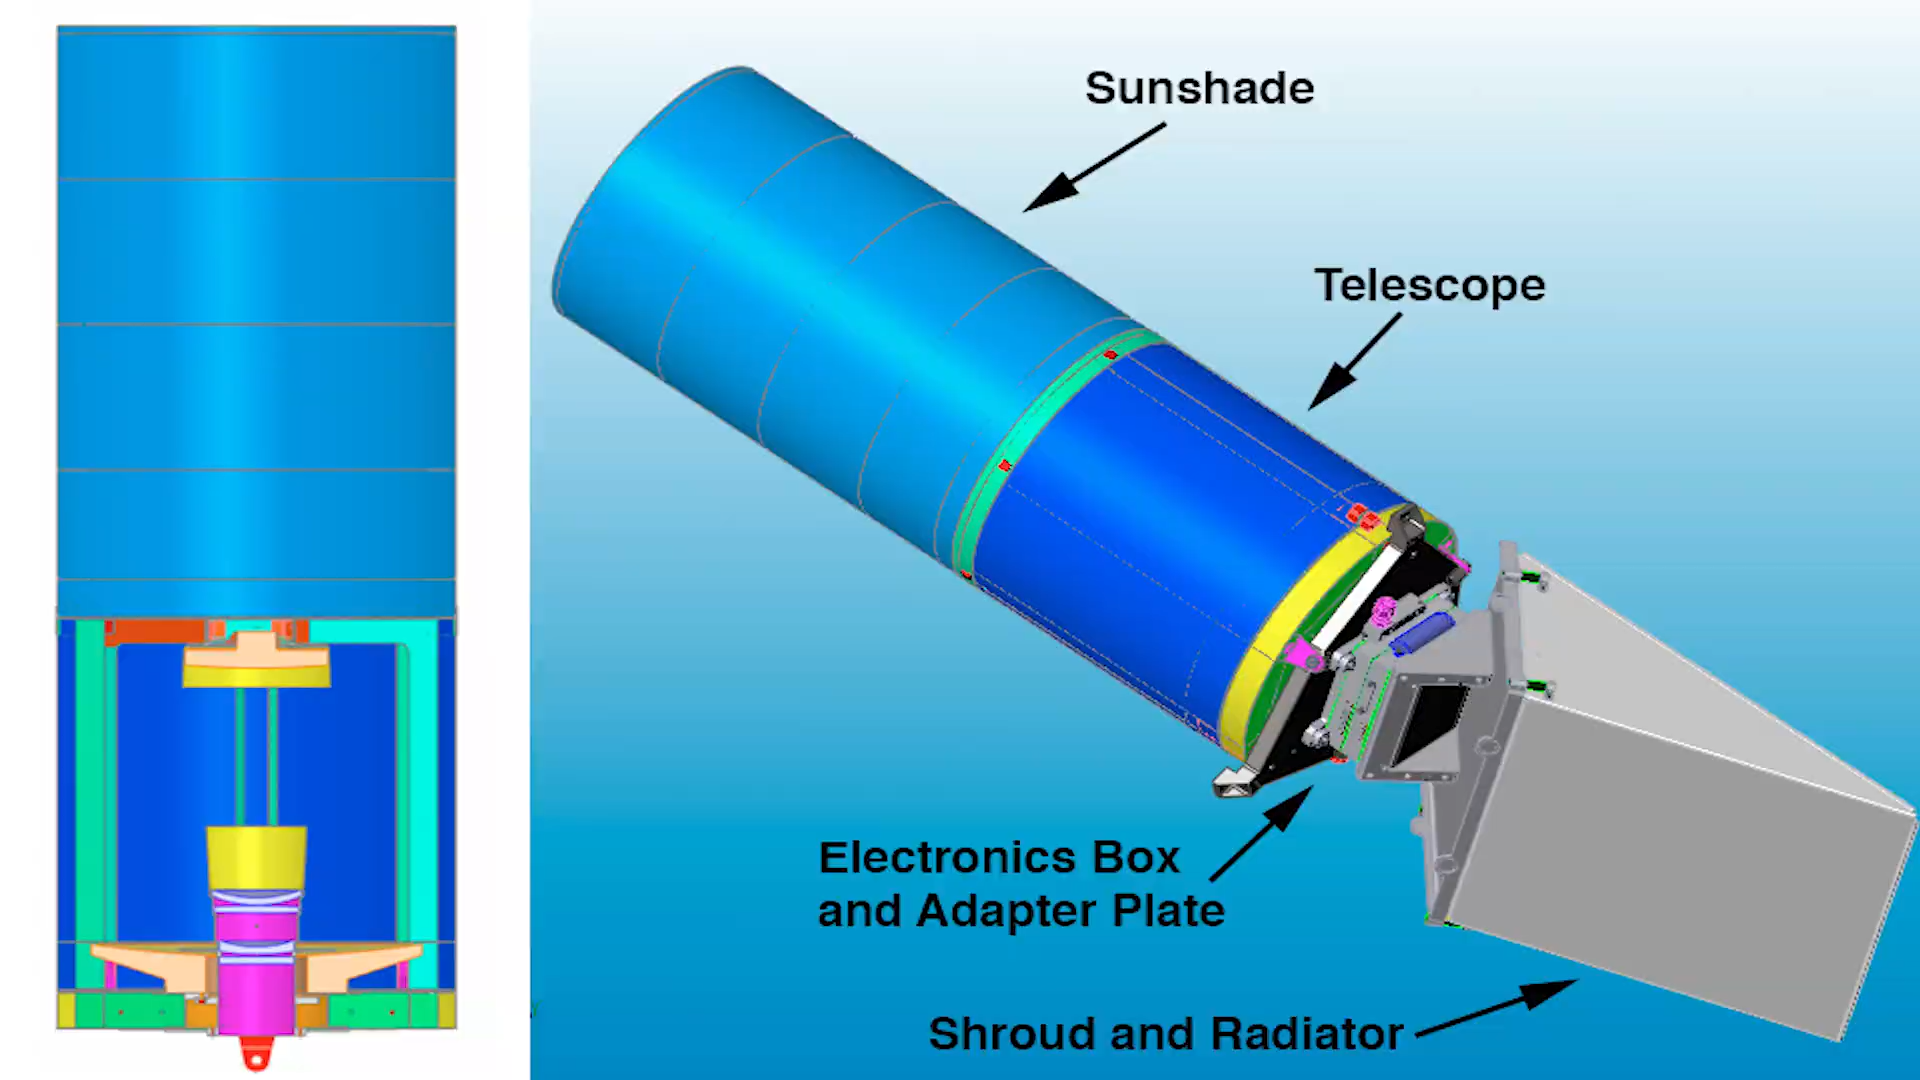 Sunshade
Telescope
Electronics Box
and Adapter Plate
Shroud and Radiator